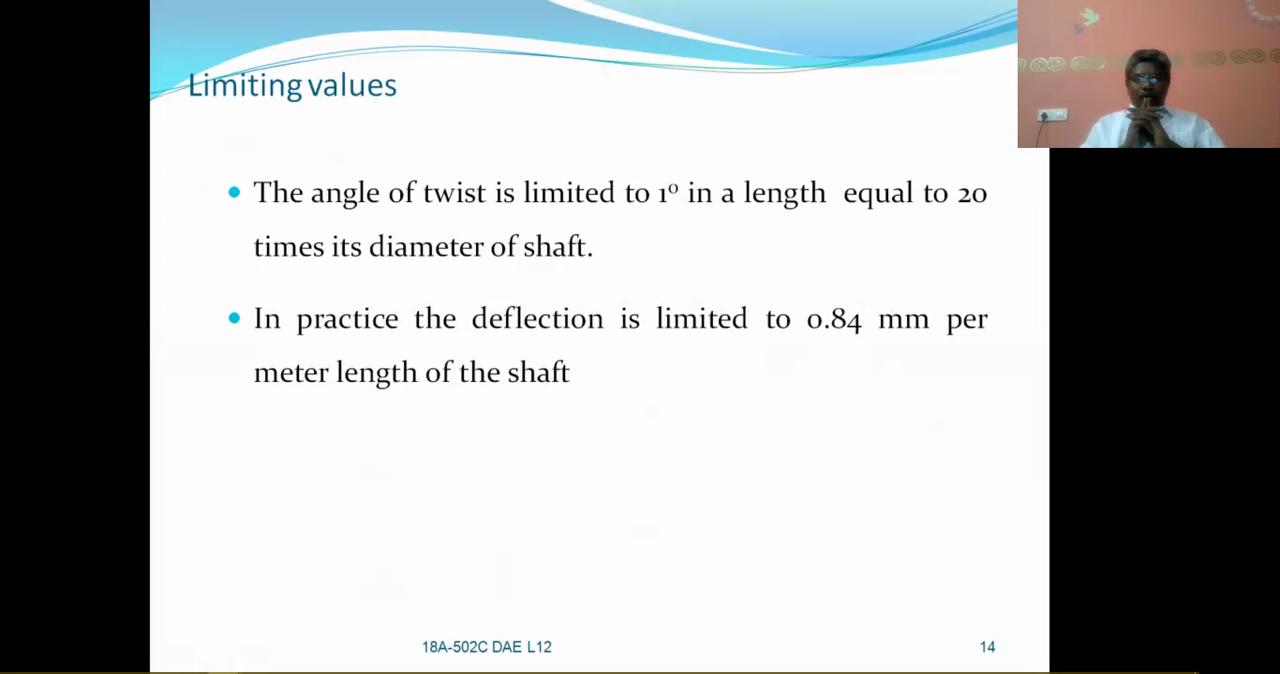 Limiting values
The angle of twist is limited to 1⁰ in a length equal to 20
times its diameter of shaft.
In practice the deflection is limited to 0.84 mm per
meter length of the shaft
18A-502C DAE L12
14